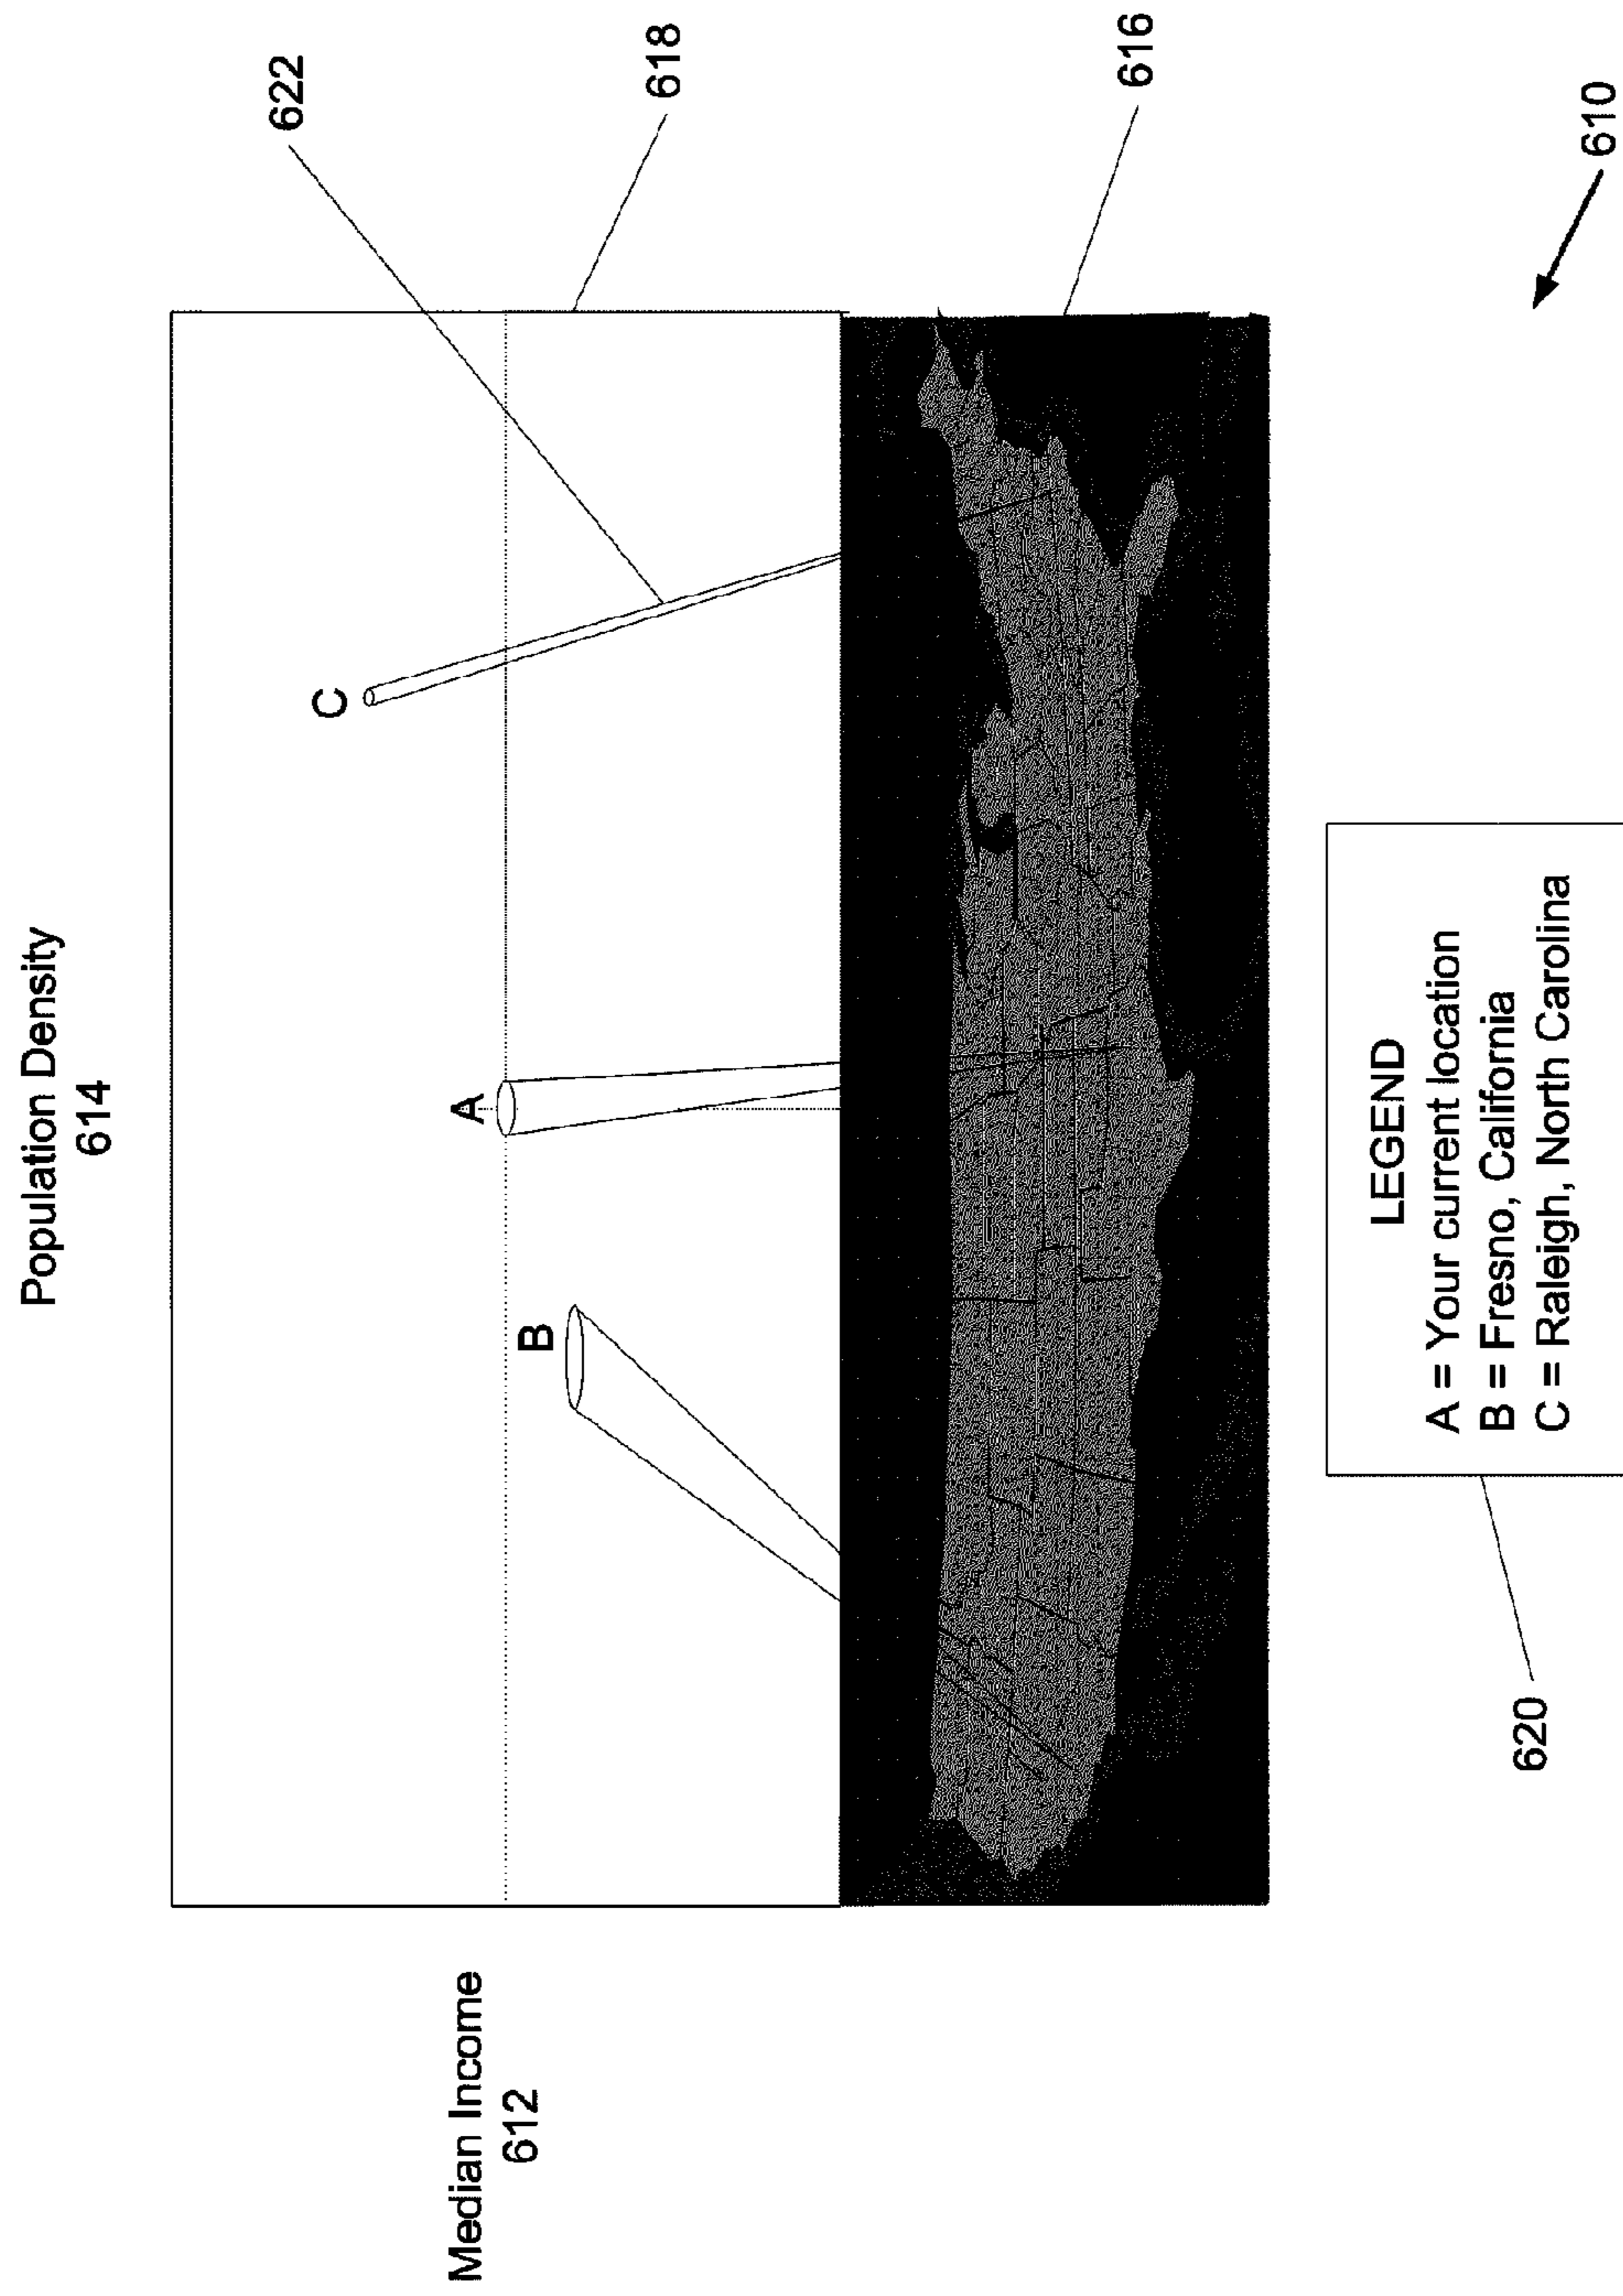 Population Density
614
622
618
C
A
B
Median Income
612
616
LEGEND
A = Your current location
B = Fresno, California
C = Raleigh, North Carolina
620
610